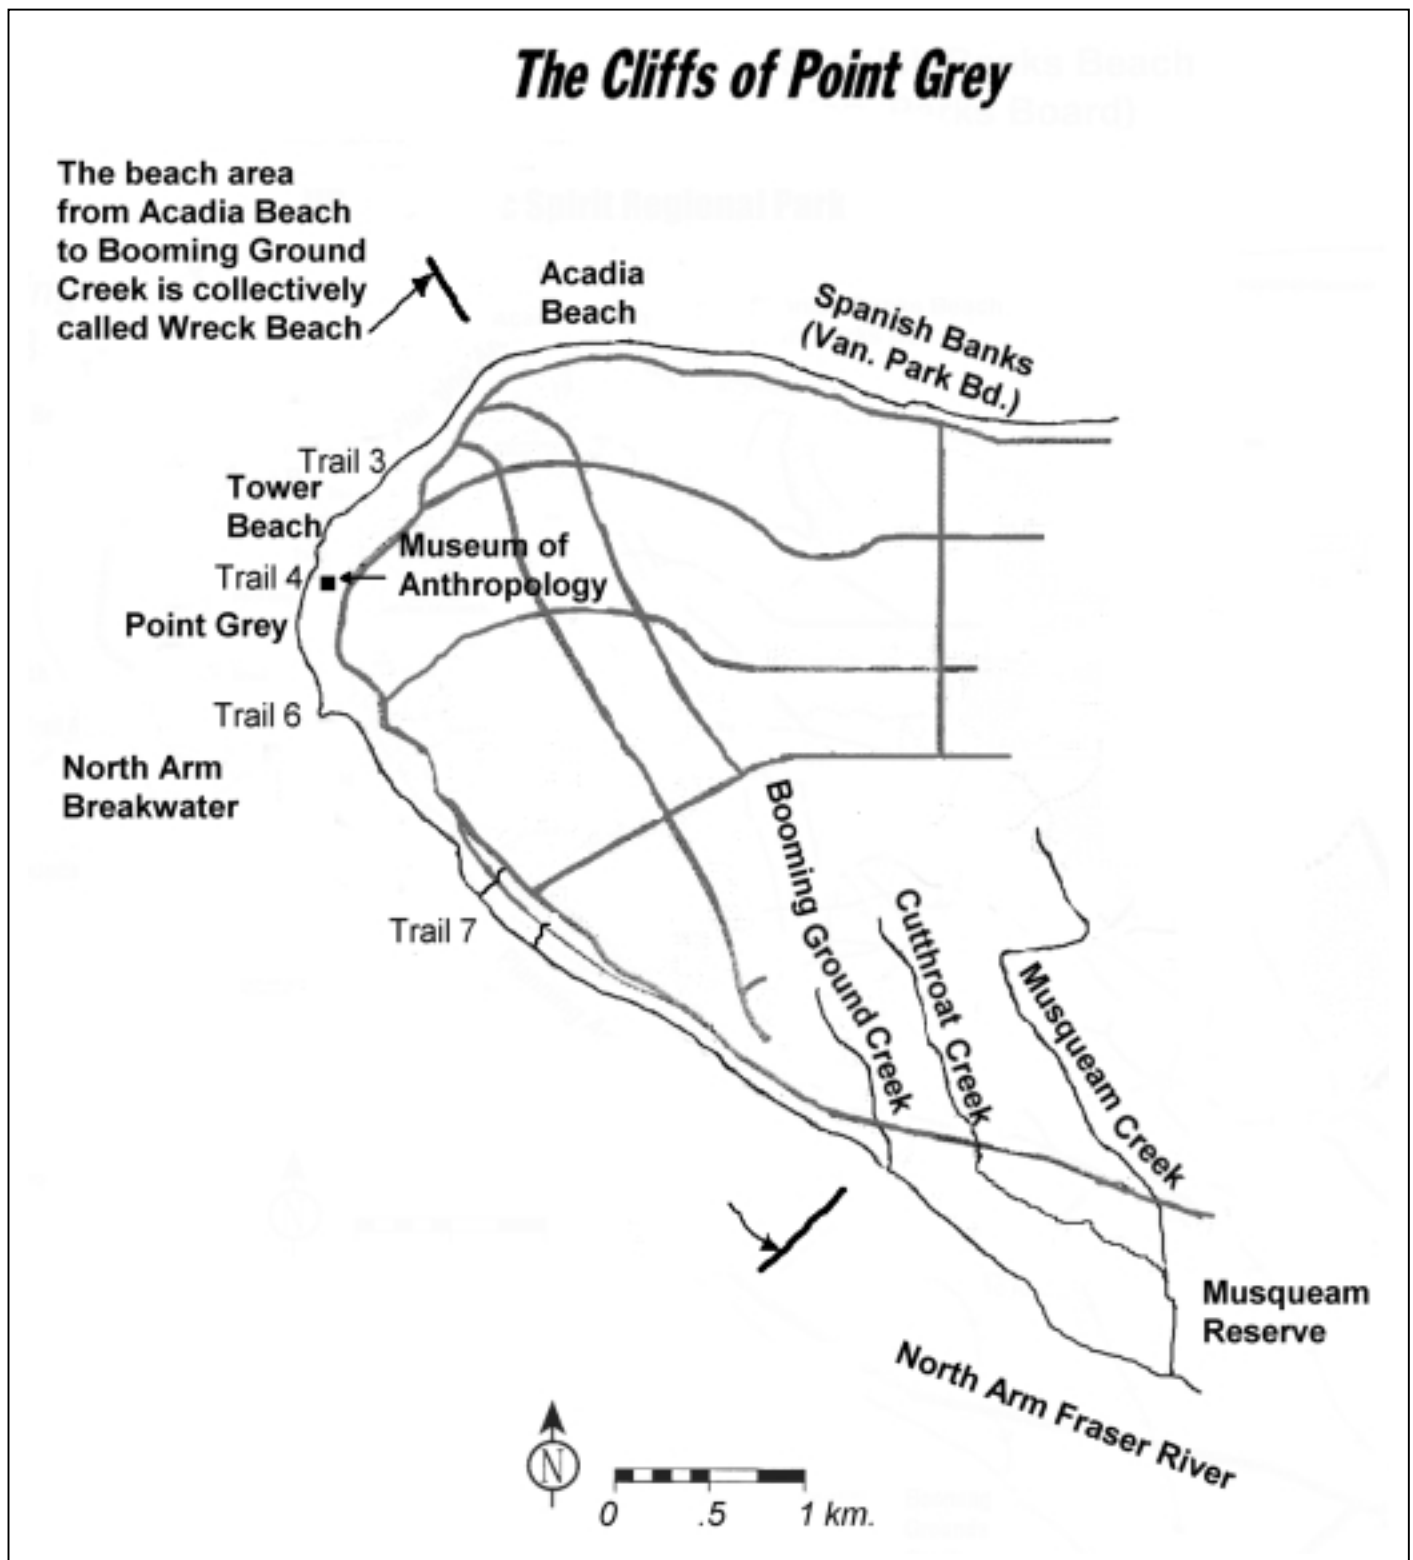 The Cliffs of Point Grey
The beach area
from Acadia Beach
to Booming Ground
Creek is collectively
called Wreck Beach
Acadia
Beach
Spanish Banks
(Van. Park Bd.)
Trail 3
Tower
Beach
Museum of
Anthropology
Trail 4
Point Grey
Trail 6
North Arm
Breakwater
Trail 7
Booming Ground Creek
Cutthroat Creek
Musqueam Creek
Musqueam
Reserve
North Arm Fraser River
N
0 .5 1 km.
Spirit Regional Park